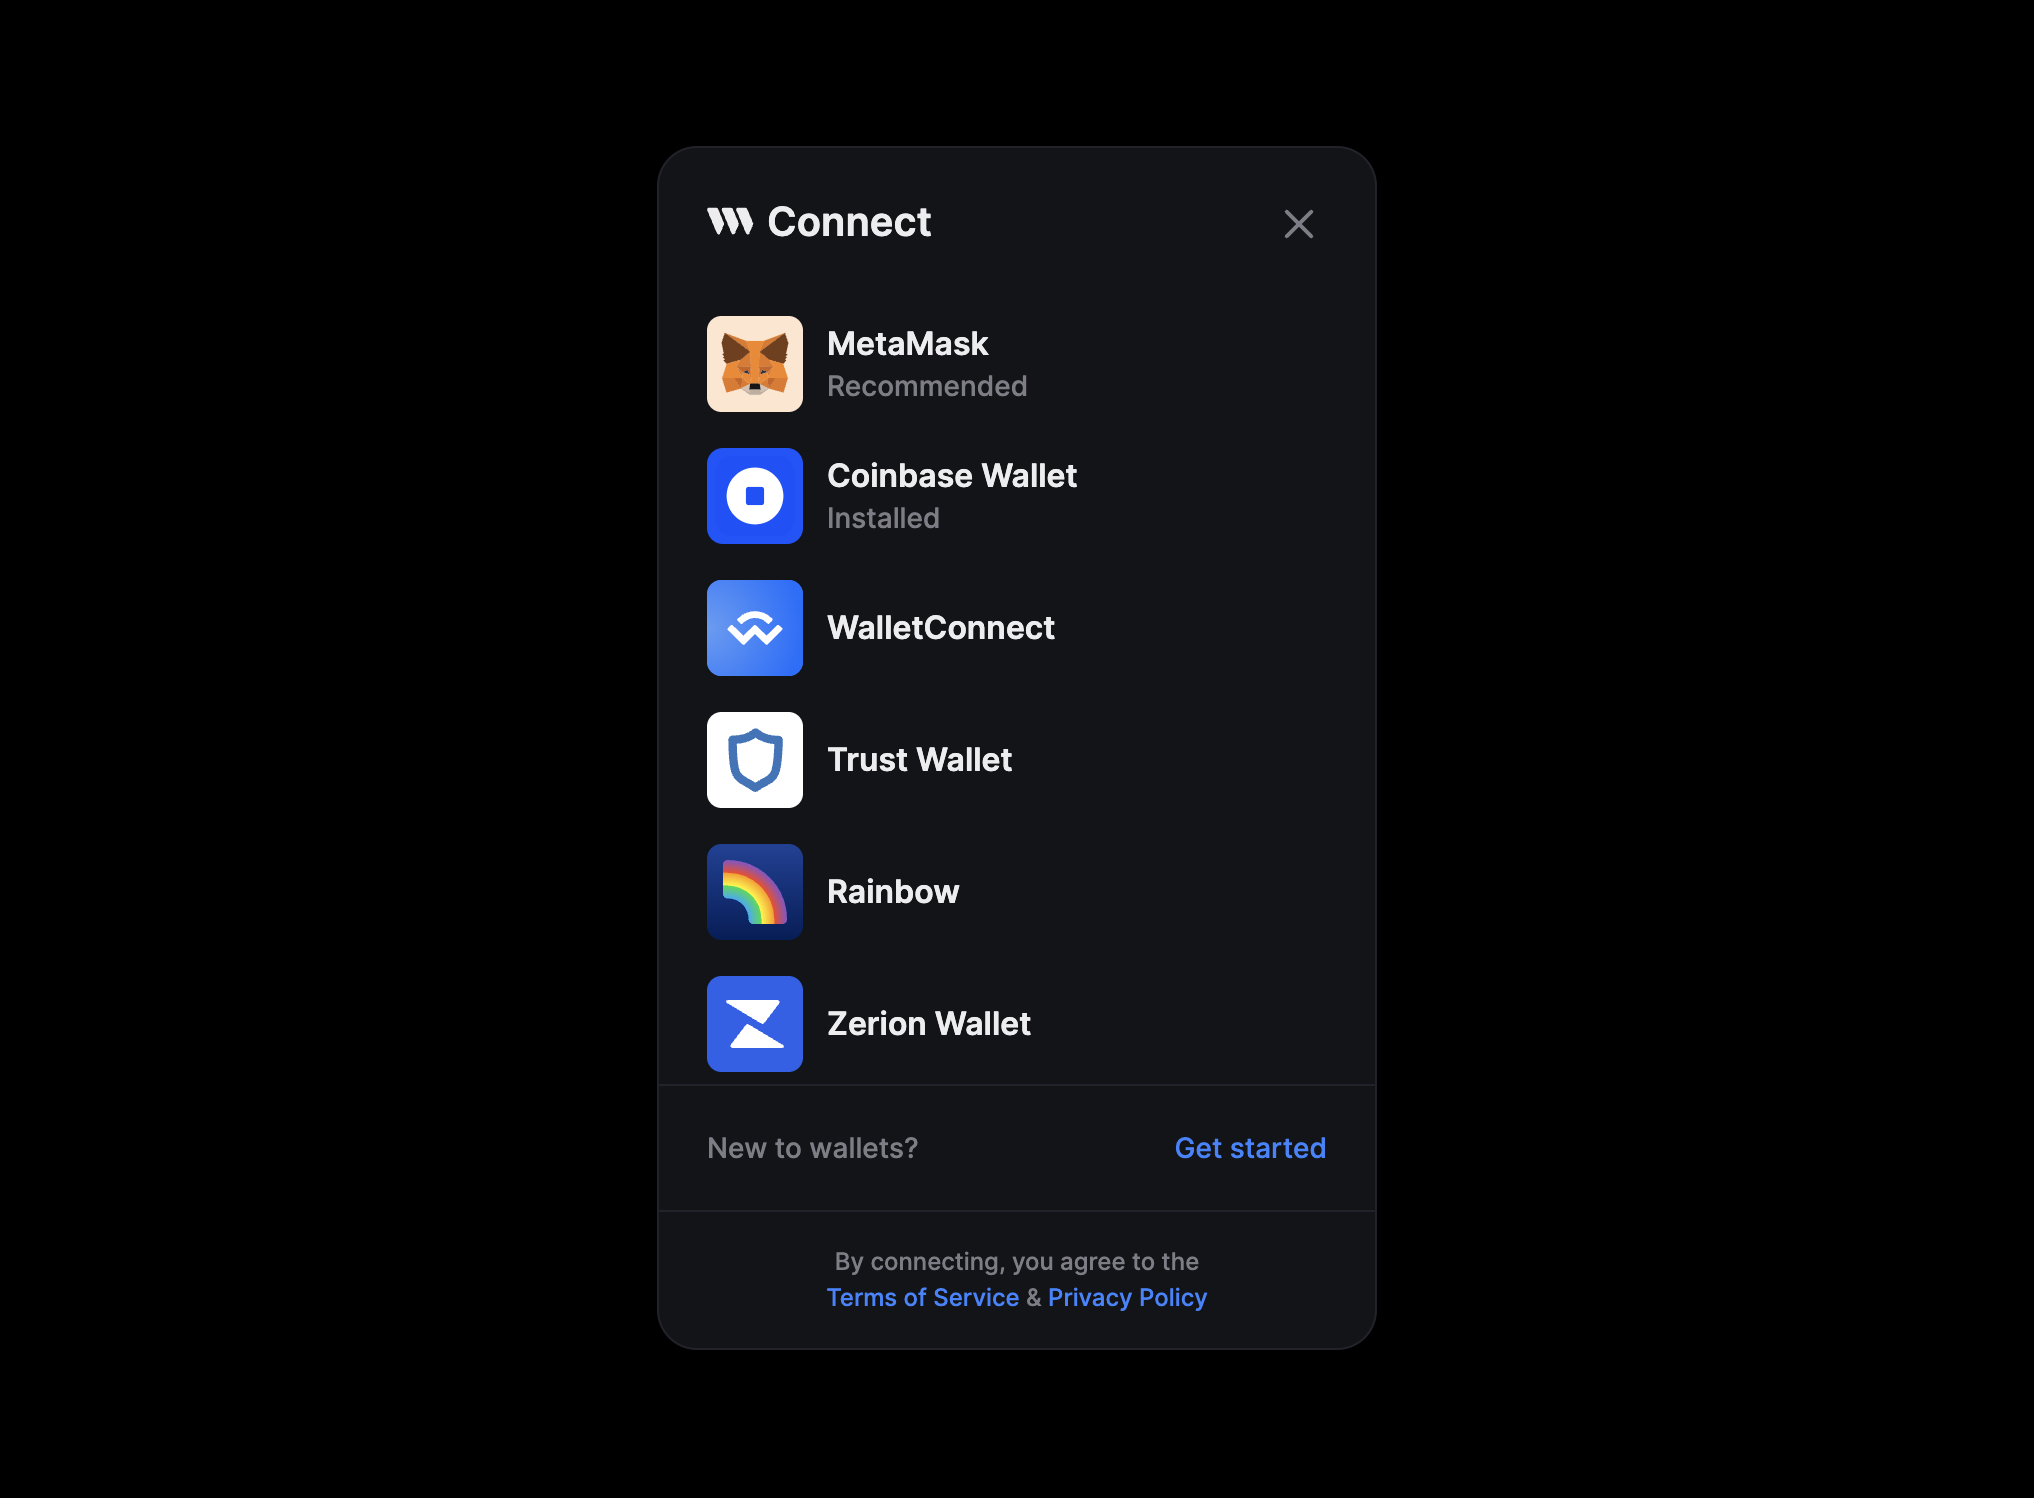 Connect
MetaMask
Recommended
Coinbase Wallet
Installed
WalletConnect
Trust Wallet
Rainbow
Zerion Wallet
New to wallets? Get started
By connecting, you agree to the
Terms of Service & Privacy Policy